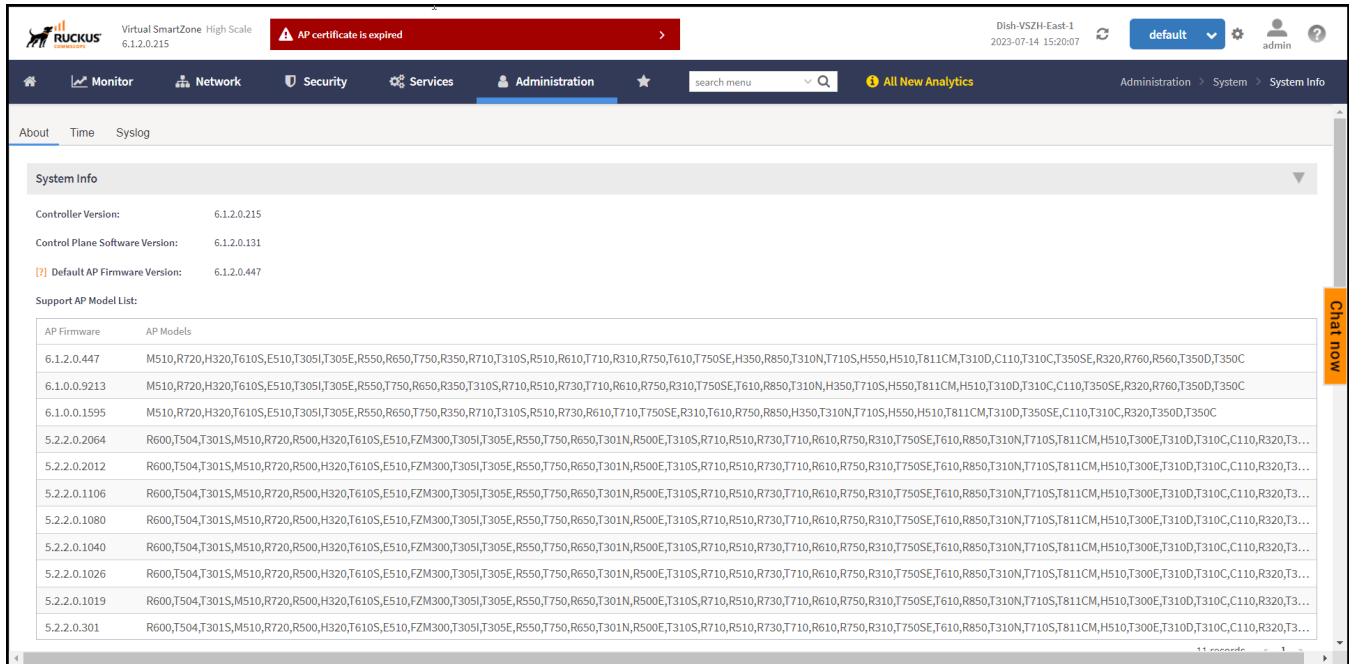 RUCKUS
COMMSCOPE
Virtual SmartZone High Scale
6.1.2.0.215
AP certificate is expired
Dish-VSZH-East-1
2023-07-14 15:20:07
default
admin
Monitor
Network
Security
Services
Administration
search menu
All New Analytics
Administration > System > System Info
About
Time
Syslog
System Info
Controller Version: 6.1.2.0.215
Control Plane Software Version: 6.1.2.0.131
[?] Default AP Firmware Version: 6.1.2.0.447
Support AP Model List:
AP Firmware AP Models
6.1.2.0.447 M510,R720,H320,T610S,E510,T305I,T305E,R550,R650,T750,R350,R710,T310S,R510,R610,T710,R310,R750,T610,T750SE,H350,R850,T310N,T710S,H550,H510,T811CM,T310D,C110,T310C,T350SE,R320,R760,R560,T350D,T350C
6.1.0.0.9213 M510,R720,H320,T610S,E510,T305I,T305E,R550,T750,R650,R350,T310S,R710,R510,R730,T710,R610,R750,R310,T750SE,T610,R850,T310N,H350,T710S,H550,T811CM,H510,T310D,T310C,C110,T350SE,R320,R760,T350D,T350C
6.1.0.0.1595 M510,R720,H320,T610S,E510,T305I,T305E,R550,R650,T750,R350,R710,T310S,R510,R730,R610,T710,T750SE,R310,T610,R750,R850,H350,T310N,T710S,H550,H510,T811CM,T310D,T350SE,C110,T310C,R320,T350D,T350C
5.2.2.0.2064 R600,T504,T301S,M510,R720,R500,H320,T610S,E510,FZM300,T305I,T305E,R550,T750,R650,T301N,R500E,T310S,R710,R510,R730,T710,R610,R750,R310,T750SE,T610,R850,T310N,T710S,T811CM,H510,T300E,T310D,T310C,C110,R320,T3...
5.2.2.0.2012 R600,T504,T301S,M510,R720,R500,H320,T610S,E510,FZM300,T305I,T305E,R550,T750,R650,T301N,R500E,T310S,R710,R510,R730,T710,R610,R750,R310,T750SE,T610,R850,T310N,T710S,T811CM,H510,T300E,T310D,T310C,C110,R320,T3...
5.2.2.0.1106 R600,T504,T301S,M510,R720,R500,H320,T610S,E510,FZM300,T305I,T305E,R550,T750,R650,T301N,R500E,T310S,R710,R510,R730,T710,R610,R750,R310,T750SE,T610,R850,T310N,T710S,T811CM,H510,T300E,T310D,T310C,C110,R320,T3...
5.2.2.0.1080 R600,T504,T301S,M510,R720,R500,H320,T610S,E510,FZM300,T305I,T305E,R550,T750,R650,T301N,R500E,T310S,R710,R510,R730,T710,R610,R750,R310,T750SE,T610,R850,T310N,T710S,T811CM,H510,T300E,T310D,T310C,C110,R320,T3...
5.2.2.0.1040 R600,T504,T301S,M510,R720,R500,H320,T610S,E510,FZM300,T305I,T305E,R550,T750,R650,T301N,R500E,T310S,R710,R510,R730,T710,R610,R750,R310,T750SE,T610,R850,T310N,T710S,T811CM,H510,T300E,T310D,T310C,C110,R320,T3...
5.2.2.0.1026 R600,T504,T301S,M510,R720,R500,H320,T610S,E510,FZM300,T305I,T305E,R550,T750,R650,T301N,R500E,T310S,R710,R510,R730,T710,R610,R750,R310,T750SE,T610,R850,T310N,T710S,T811CM,H510,T300E,T310D,T310C,C110,R320,T3...
5.2.2.0.1019 R600,T504,T301S,M510,R720,R500,H320,T610S,E510,FZM300,T305I,T305E,R550,T750,R650,T301N,R500E,T310S,R710,R510,R730,T710,R610,R750,R310,T750SE,T610,R850,T310N,T710S,T811CM,H510,T300E,T310D,T310C,C110,R320,T3...
5.2.2.0.301 R600,T504,T301S,M510,R720,R500,H320,T610S,E510,FZM300,T305I,T305E,R550,T750,R650,T301N,R500E,T310S,R710,R510,R730,T710,R610,R750,R310,T750SE,T610,R850,T310N,T710S,T811CM,H510,T300E,T310D,T310C,C110,R320,T3...
11 records 1
Chat now